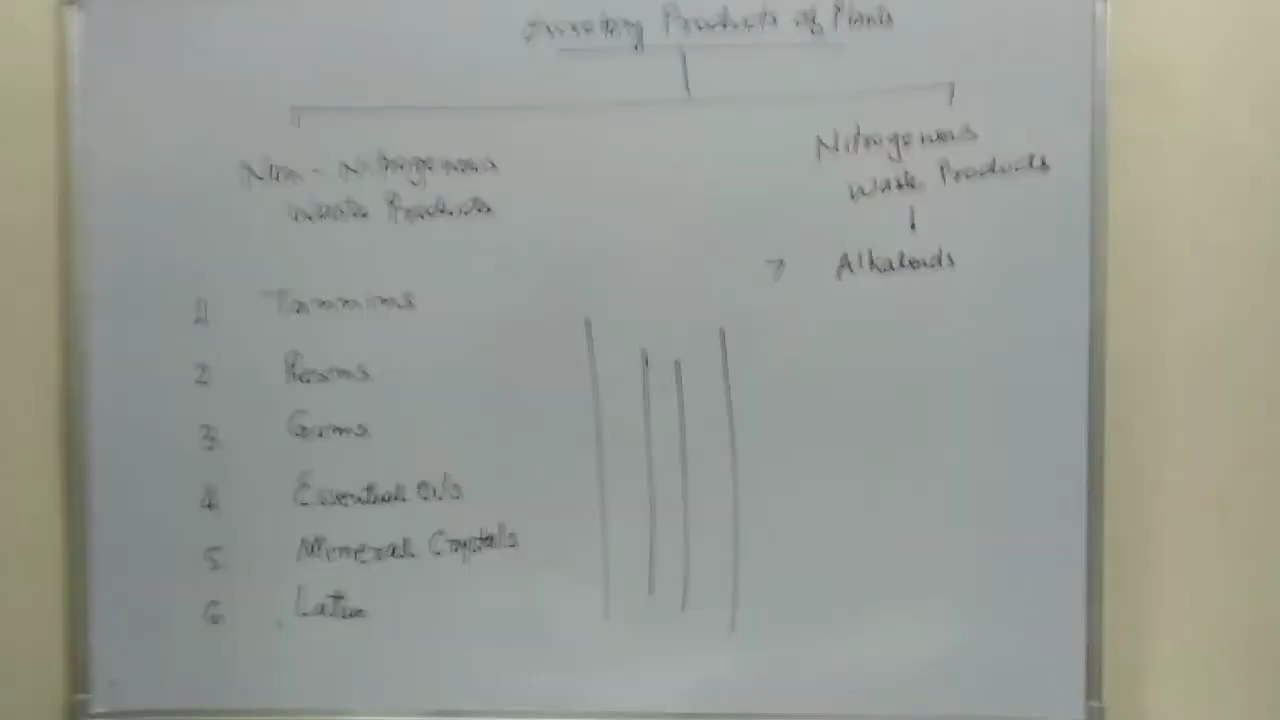 Excretory Products of Plants
Non-Nitrogenous
Waste Products
Nitrogenous
Waste Products
Alkaloids
1 Tannins
2 Resins
3 Gums
4 Essential Oils
5 Mineral Crystals
6 Latex